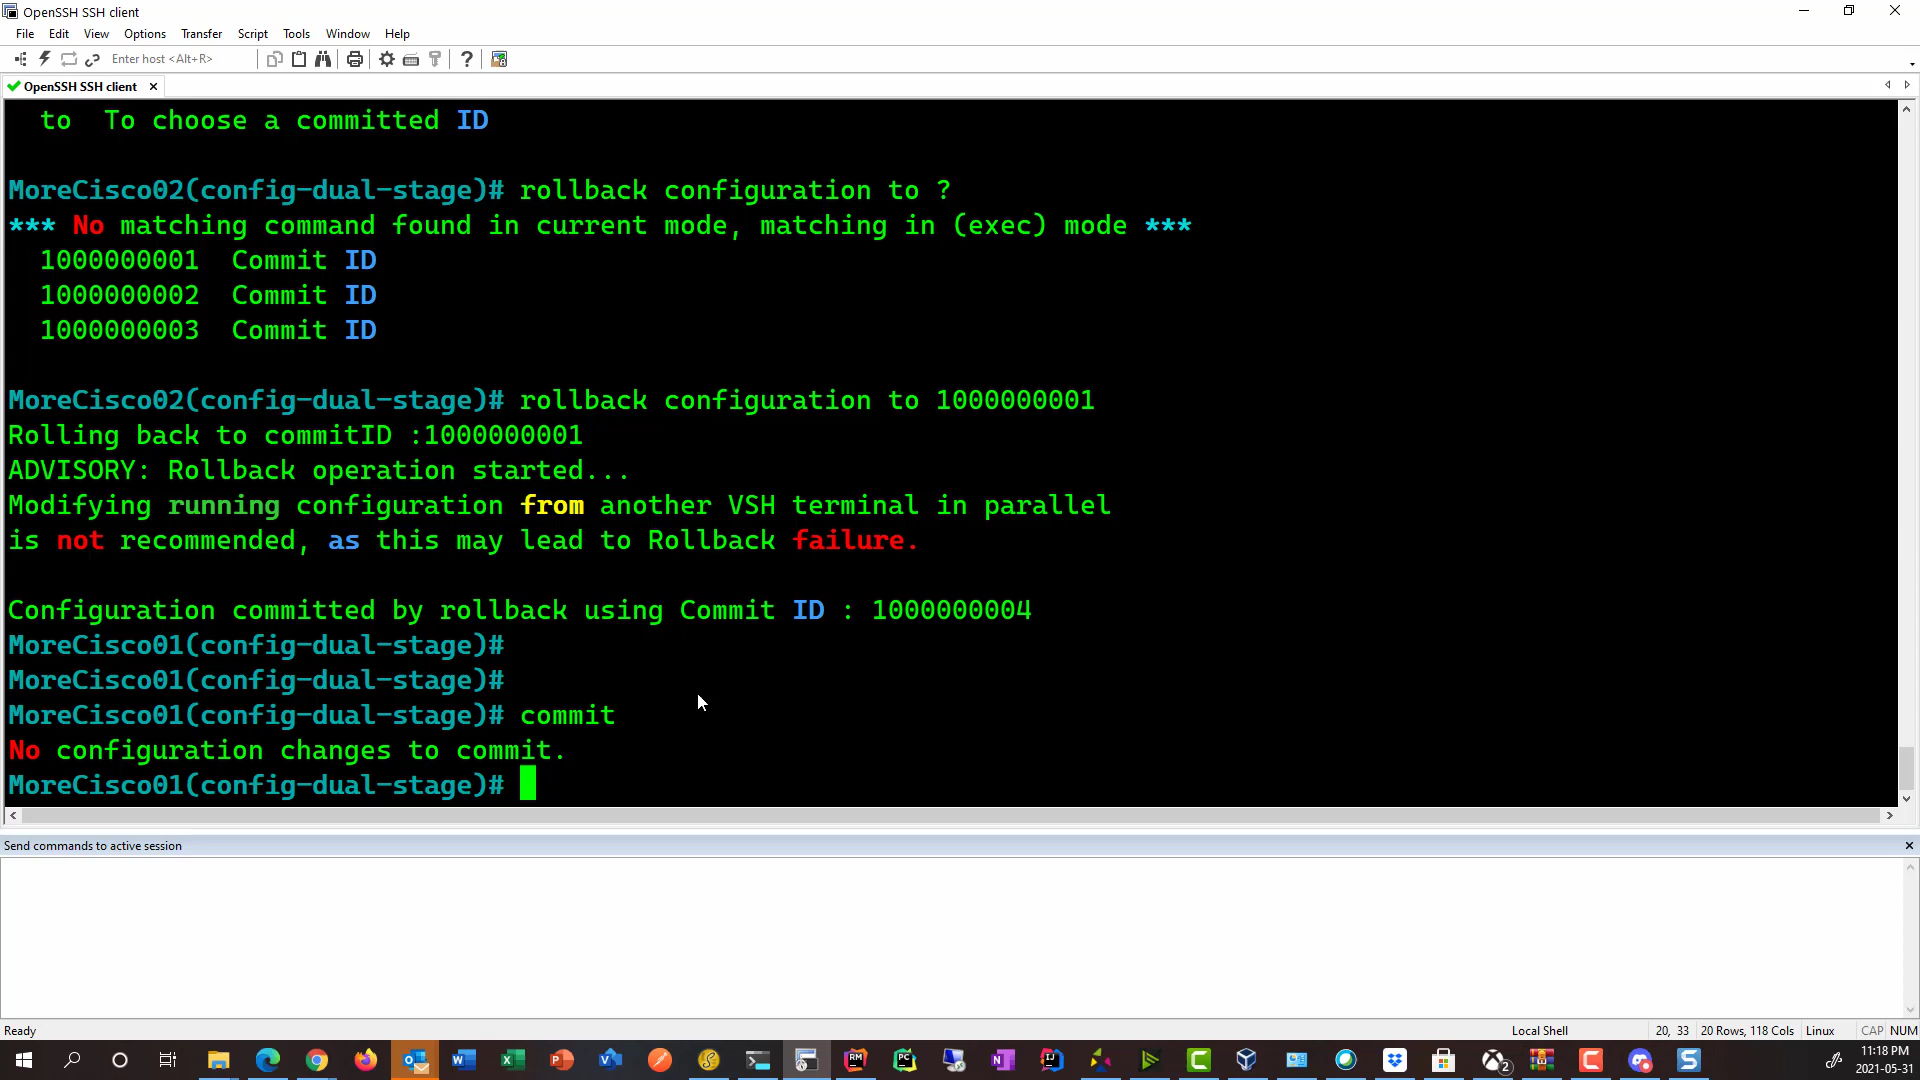 OpenSSH SSH client
File Edit View Options Transfer Script Tools Window Help
Enter host <Alt+R>
OpenSSH SSH client
to  To choose a committed ID
MoreCisco02(config-dual-stage)# rollback configuration to ?
*** No matching command found in current mode, matching in (exec) mode ***
1000000001  Commit ID
1000000002  Commit ID
1000000003  Commit ID
MoreCisco02(config-dual-stage)# rollback configuration to 1000000001
Rolling back to commitID :1000000001
ADVISORY: Rollback operation started...
Modifying running configuration from another VSH terminal in parallel
is not recommended, as this may lead to Rollback failure.
Configuration committed by rollback using Commit ID : 1000000004
MoreCisco01(config-dual-stage)#
MoreCisco01(config-dual-stage)#
MoreCisco01(config-dual-stage)# commit
No configuration changes to commit.
MoreCisco01(config-dual-stage)#
Send commands to active session
Ready Local Shell 20, 33 20 Rows, 118 Cols Linux CAP NUM
11:18 PM
2021-05-31